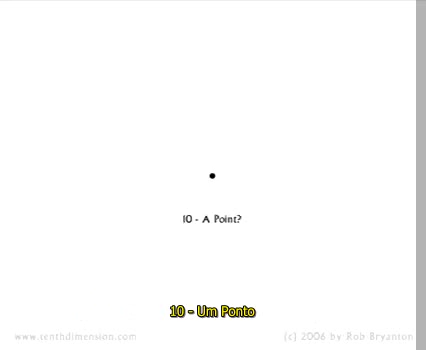 10 - A Point?
10 - Um Ponto
www.tenthdimension.com
(c) 2006 by Rob Bryanton